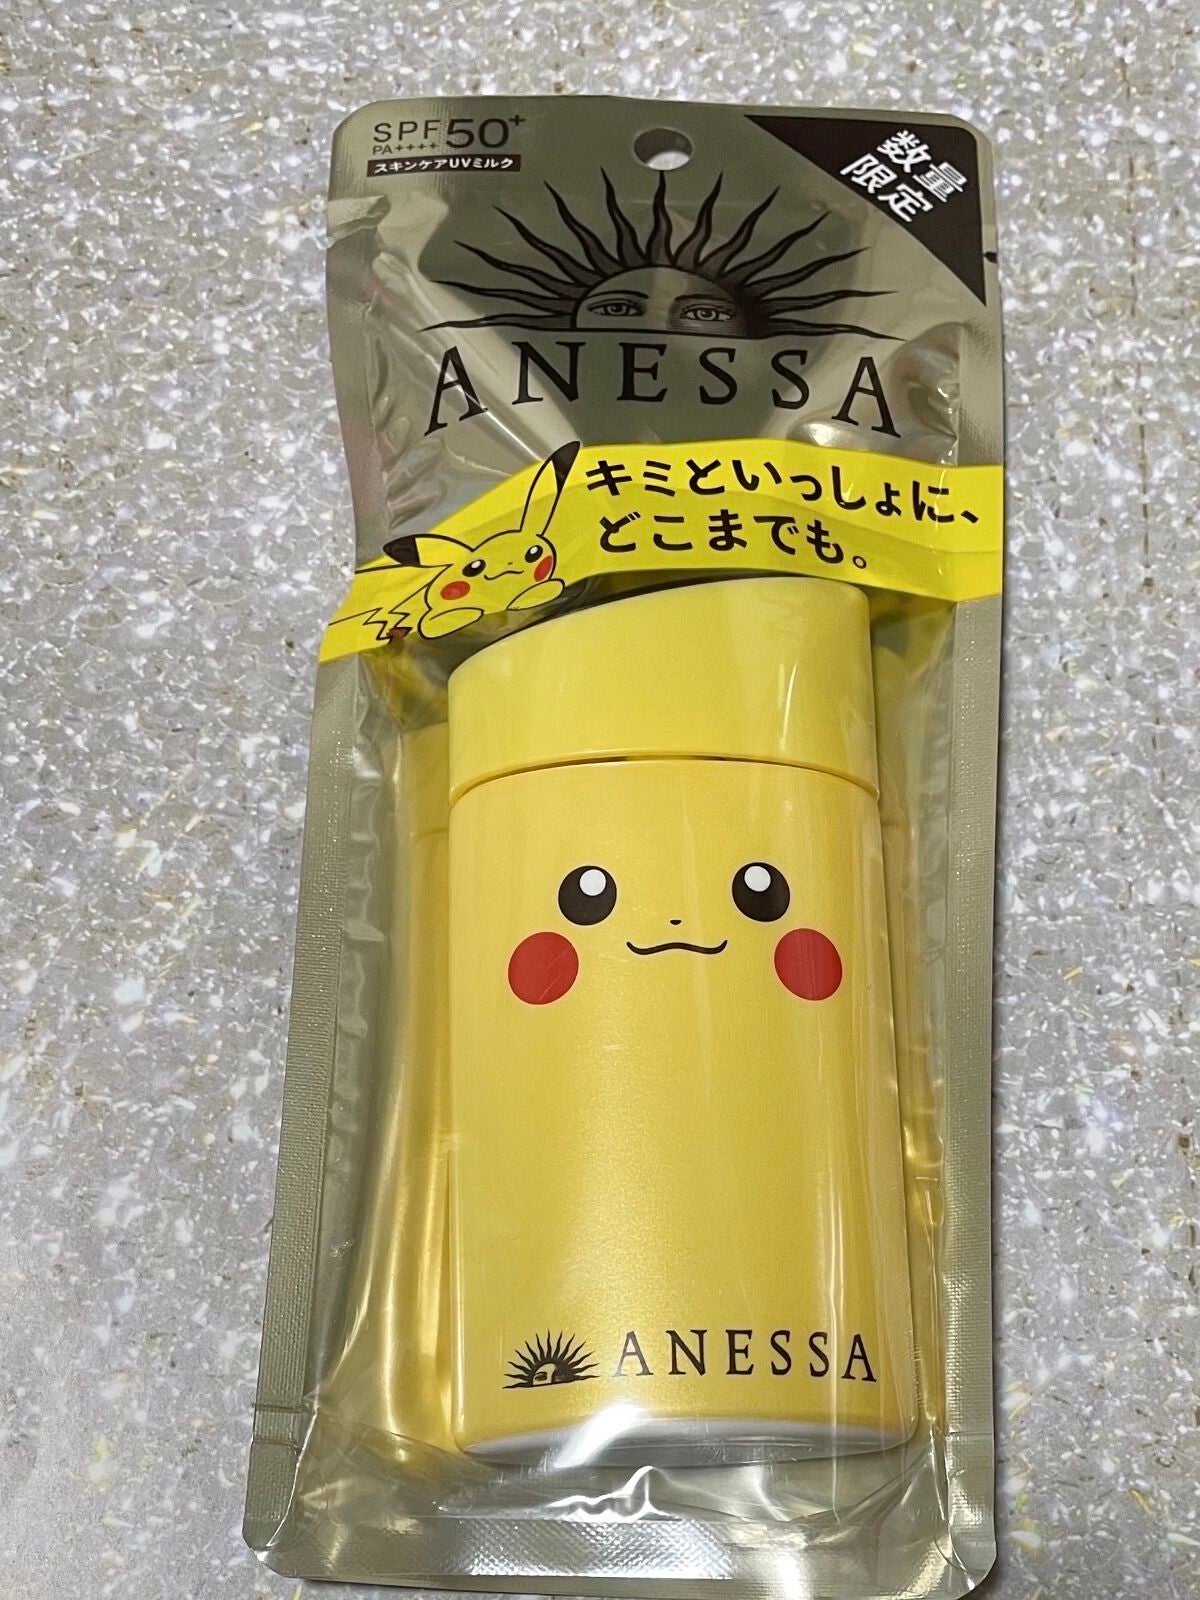 SPF50+
PA++++
スキンケアUVミルク
数量
限定
ANESSA
キミといっしょに、
どこまでも。
ANESSA